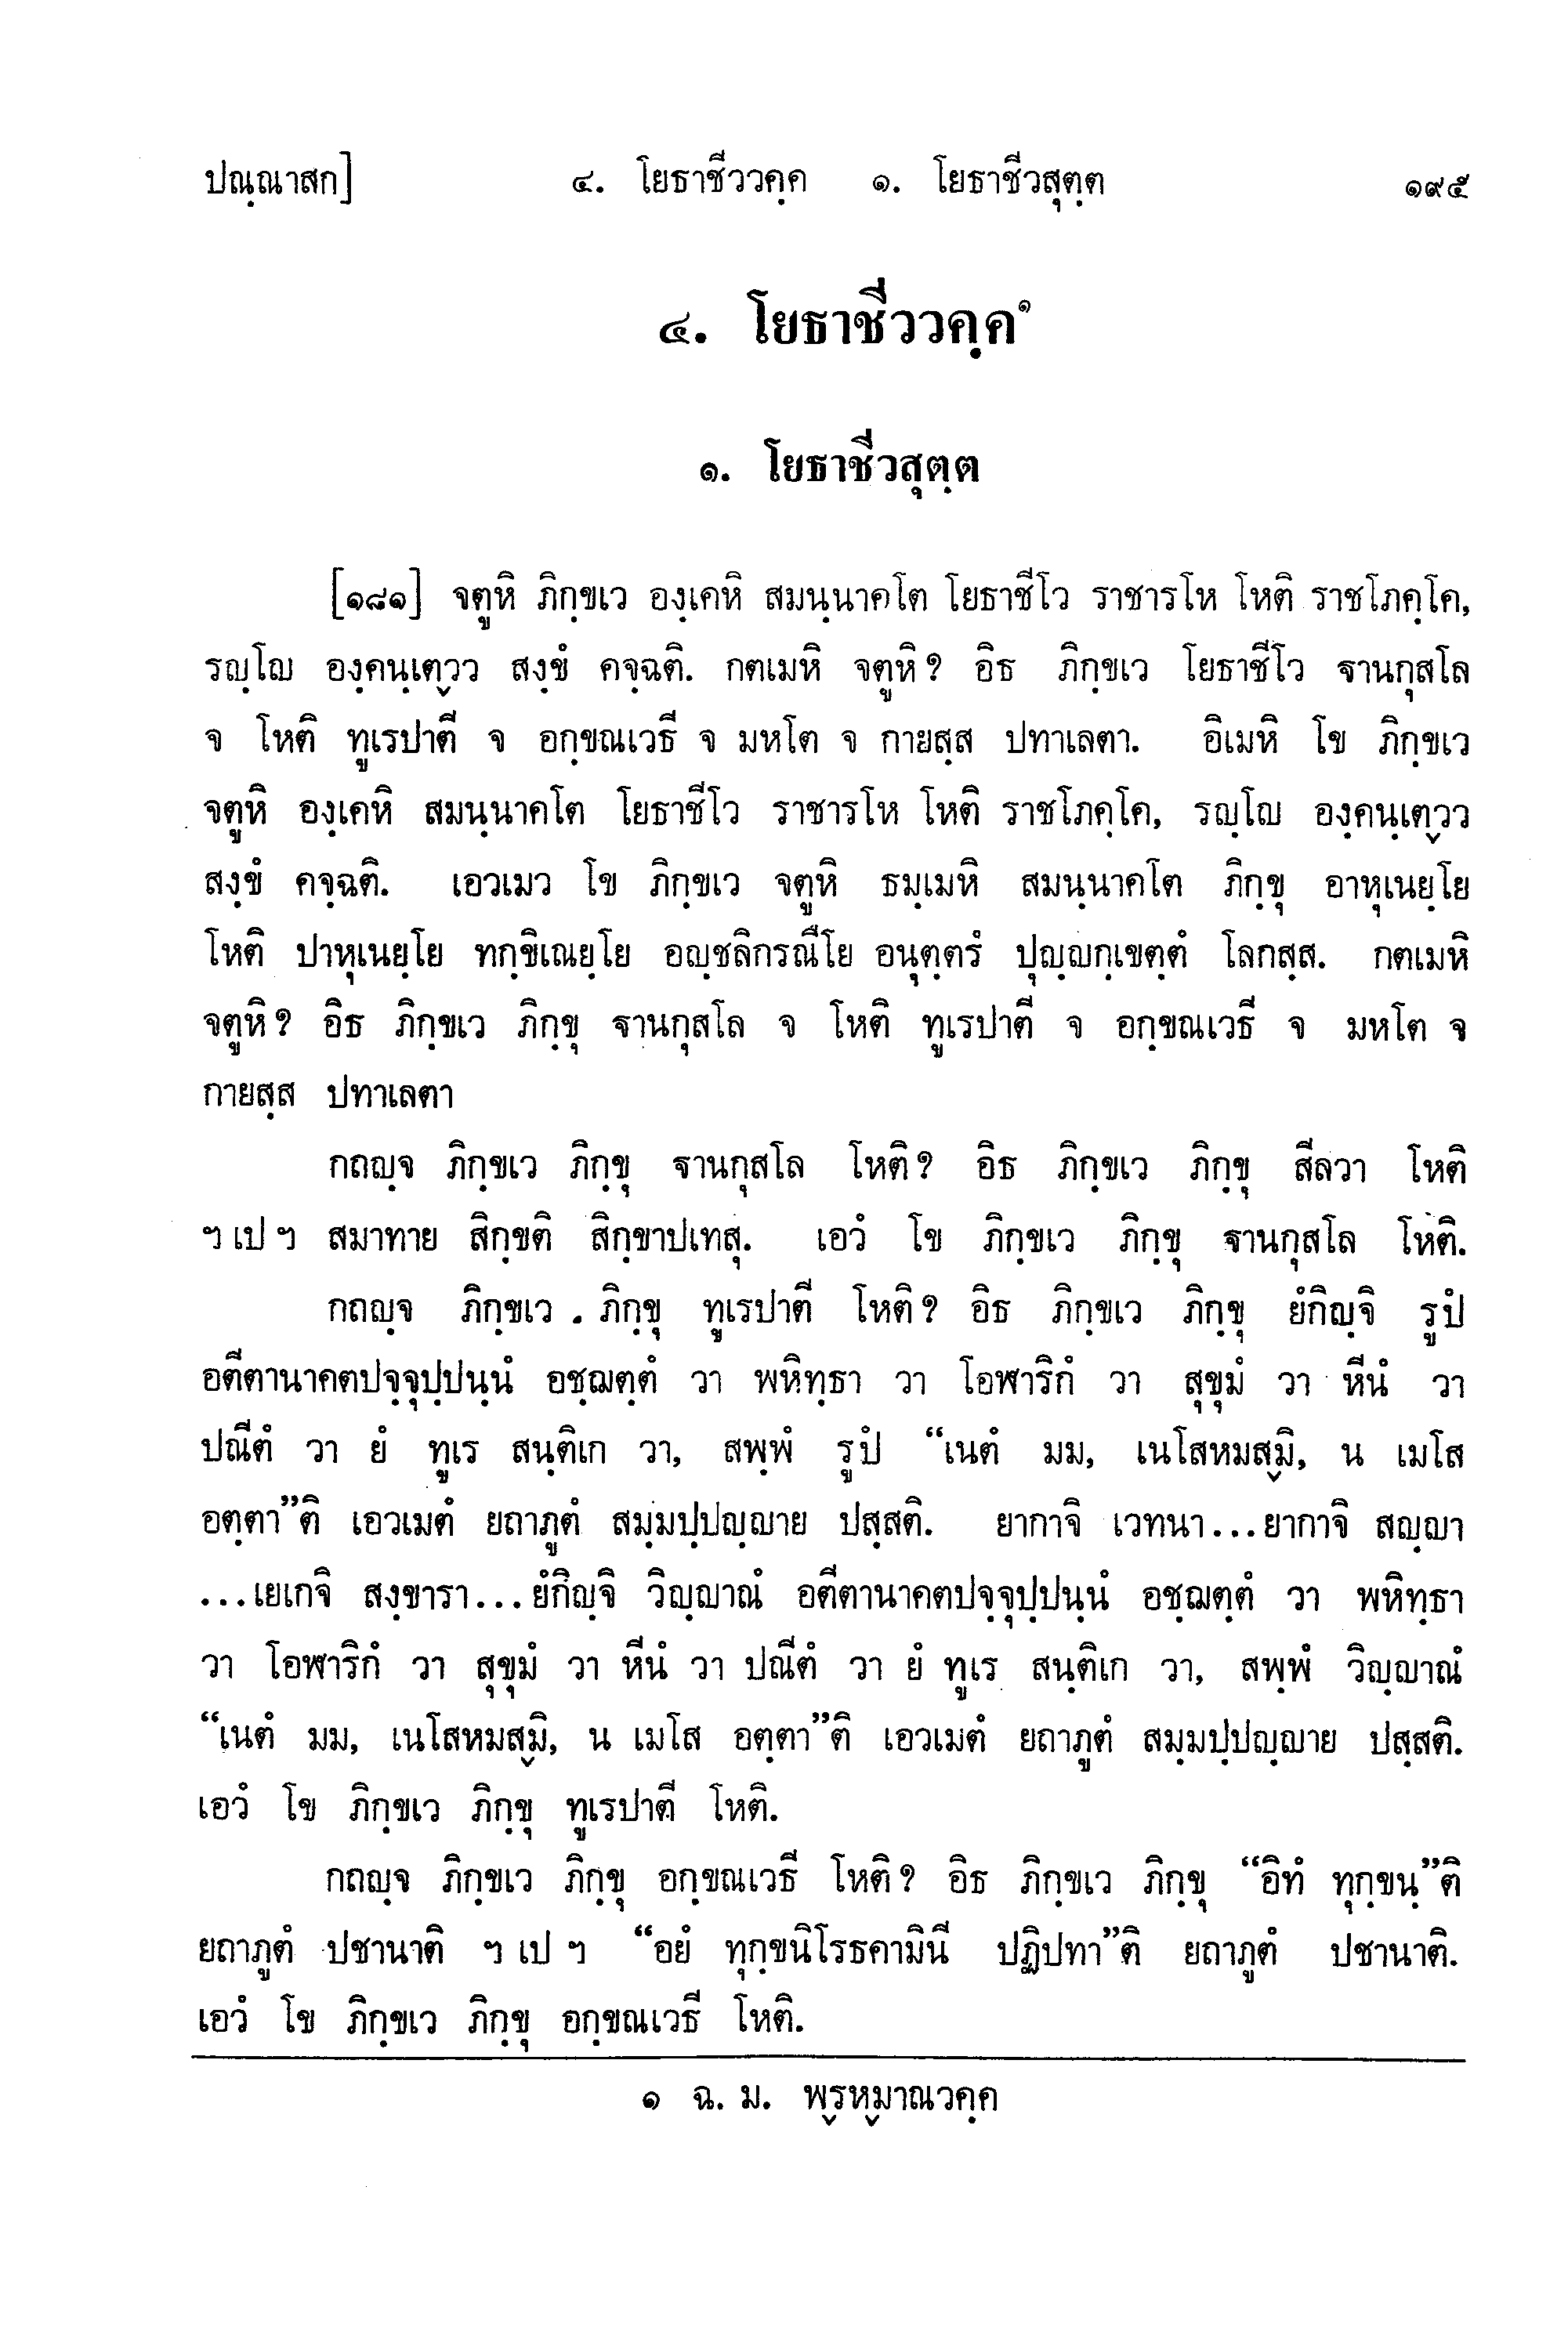 ปณฺณาสก] ๔. โยธาชีววคฺค ๑. โยธาชีวสุตฺต ๑๙๕
๔. โยธาชีววคฺค๑
๑. โยธาชีวสุตฺต
[๑๘๑] จตูหิ ภิกฺขเว องฺเคหิ สมนฺนาคโต โยธาชีโว ราชารโห โหติ ราชโภคฺโค,
รญฺโญ องฺคนฺเตฺวว สงฺขํ คจฺฉติ. กตเมหิ จตูหิ? อิธ ภิกฺขเว โยธาชีโว ฐานกุสโล
จ โหติ ทูเรปาตี จ อกฺขณเวธี จ มหโต จ กายสฺส ปทาเลตา. อิเมหิ โข ภิกฺขเว
จตูหิ องฺเคหิ สมนฺนาคโต โยธาชีโว ราชารโห โหติ ราชโภคฺโค, รญฺโญ องฺคนฺเตฺวว
สงฺขํ คจฺฉติ. เอวเมว โข ภิกฺขเว จตูหิ ธมฺเมหิ สมนฺนาคโต ภิกฺขุ อาหุเนยฺโย
โหติ ปาหุเนยฺโย ทกฺขิเณยฺโย อญฺชลิกรณีโย อนุตฺตรํ ปุญฺญกฺเขตฺตํ โลกสฺส. กตเมหิ
จตูหิ? อิธ ภิกฺขเว ภิกฺขุ ฐานกุสโล จ โหติ ทูเรปาตี จ อกฺขณเวธี จ มหโต จ
กายสฺส ปทาเลตา
กถญฺจ ภิกฺขเว ภิกฺขุ ฐานกุสโล โหติ? อิธ ภิกฺขเว ภิกฺขุ สีลวา โหติ
ฯ เป ฯ สมาทาย สิกฺขติ สิกฺขาปเทสุ. เอวํ โข ภิกฺขเว ภิกฺขุ ฐานกุสโล โหติ.
กถญฺจ ภิกฺขเว . ภิกฺขุ ทูเรปาตี โหติ? อิธ ภิกฺขเว ภิกฺขุ ยํกิญฺจิ รูปํ
อตีตานาคตปจฺจุปฺปนฺนํ อชฺฌตฺตํ วา พหิทฺธา วา โอฬาริกํ วา สุขุมํ วา หีนํ วา
ปณีตํ วา ยํ ทูเร สนฺติเก วา, สพฺพํ รูปํ “เนตํ มม, เนโสหมสฺมิ, น เมโส
อตฺตา”ติ เอวเมตํ ยถาภูตํ สมฺมปฺปญฺญาย ปสฺสติ. ยากาจิ เวทนา...ยากาจิ สญฺญา
...เยเกจิ สงฺขารา...ยํกิญฺจิ วิญฺญาณํ อตีตานาคตปจฺจุปฺปนฺนํ อชฺฌตฺตํ วา พหิทฺธา
วา โอฬาริกํ วา สุขุมํ วา หีนํ วา ปณีตํ วา ยํ ทูเร สนฺติเก วา, สพฺพํ วิญฺญาณํ
“เนตํ มม, เนโสหมสฺมิ, น เมโส อตฺตา”ติ เอวเมตํ ยถาภูตํ สมฺมปฺปญฺญาย ปสฺสติ.
เอวํ โข ภิกฺขเว ภิกฺขุ ทูเรปาตี โหติ.
กถญฺจ ภิกฺขเว ภิกฺขุ อกฺขณเวธี โหติ? อิธ ภิกฺขเว ภิกฺขุ “อิทํ ทุกฺขนฺ”ติ
ยถาภูตํ ปชานาติ ฯ เป ฯ “อยํ ทุกฺขนิโรธคามินี ปฏิปทา”ติ ยถาภูตํ ปชานาติ.
เอวํ โข ภิกฺขเว ภิกฺขุ อกฺขณเวธี โหติ.
๑ ฉ. ม. พฺรหฺมาณวคฺค